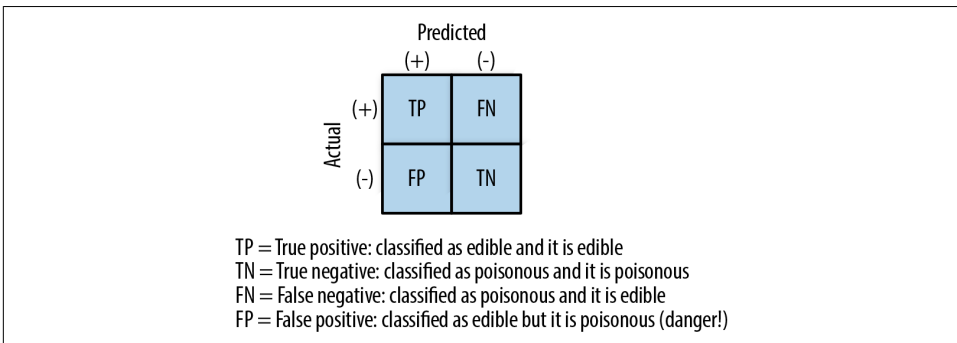 Predicted
(+) (-)
(+) TP FN
Actual
(-) FP TN
TP = True positive: classified as edible and it is edible
TN = True negative: classified as poisonous and it is poisonous
FN = False negative: classified as poisonous and it is edible
FP = False positive: classified as edible but it is poisonous (danger!)